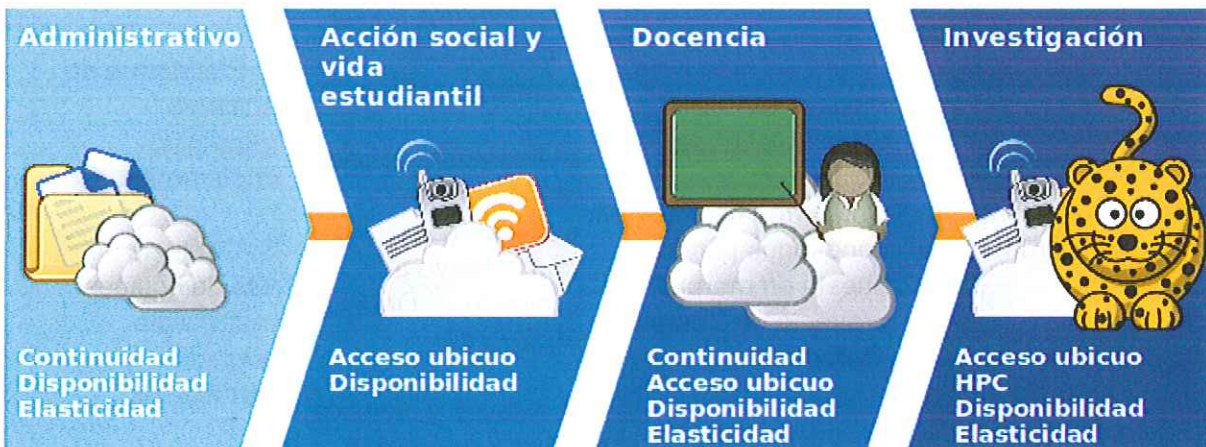 Administrativo
Acción social y
vida
estudiantil
Docencia
Investigación
Continuidad
Disponibilidad
Elasticidad
Acceso ubicuo
Disponibilidad
Continuidad
Acceso ubicuo
Disponibilidad
Elasticidad
Acceso ubicuo
HPC
Disponibilidad
Elasticidad